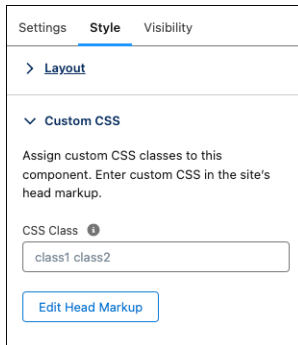 Settings Style Visibility
Layout
Custom CSS
Assign custom CSS classes to this
component. Enter custom CSS in the site's
head markup.
CSS Class
class1 class2
Edit Head Markup